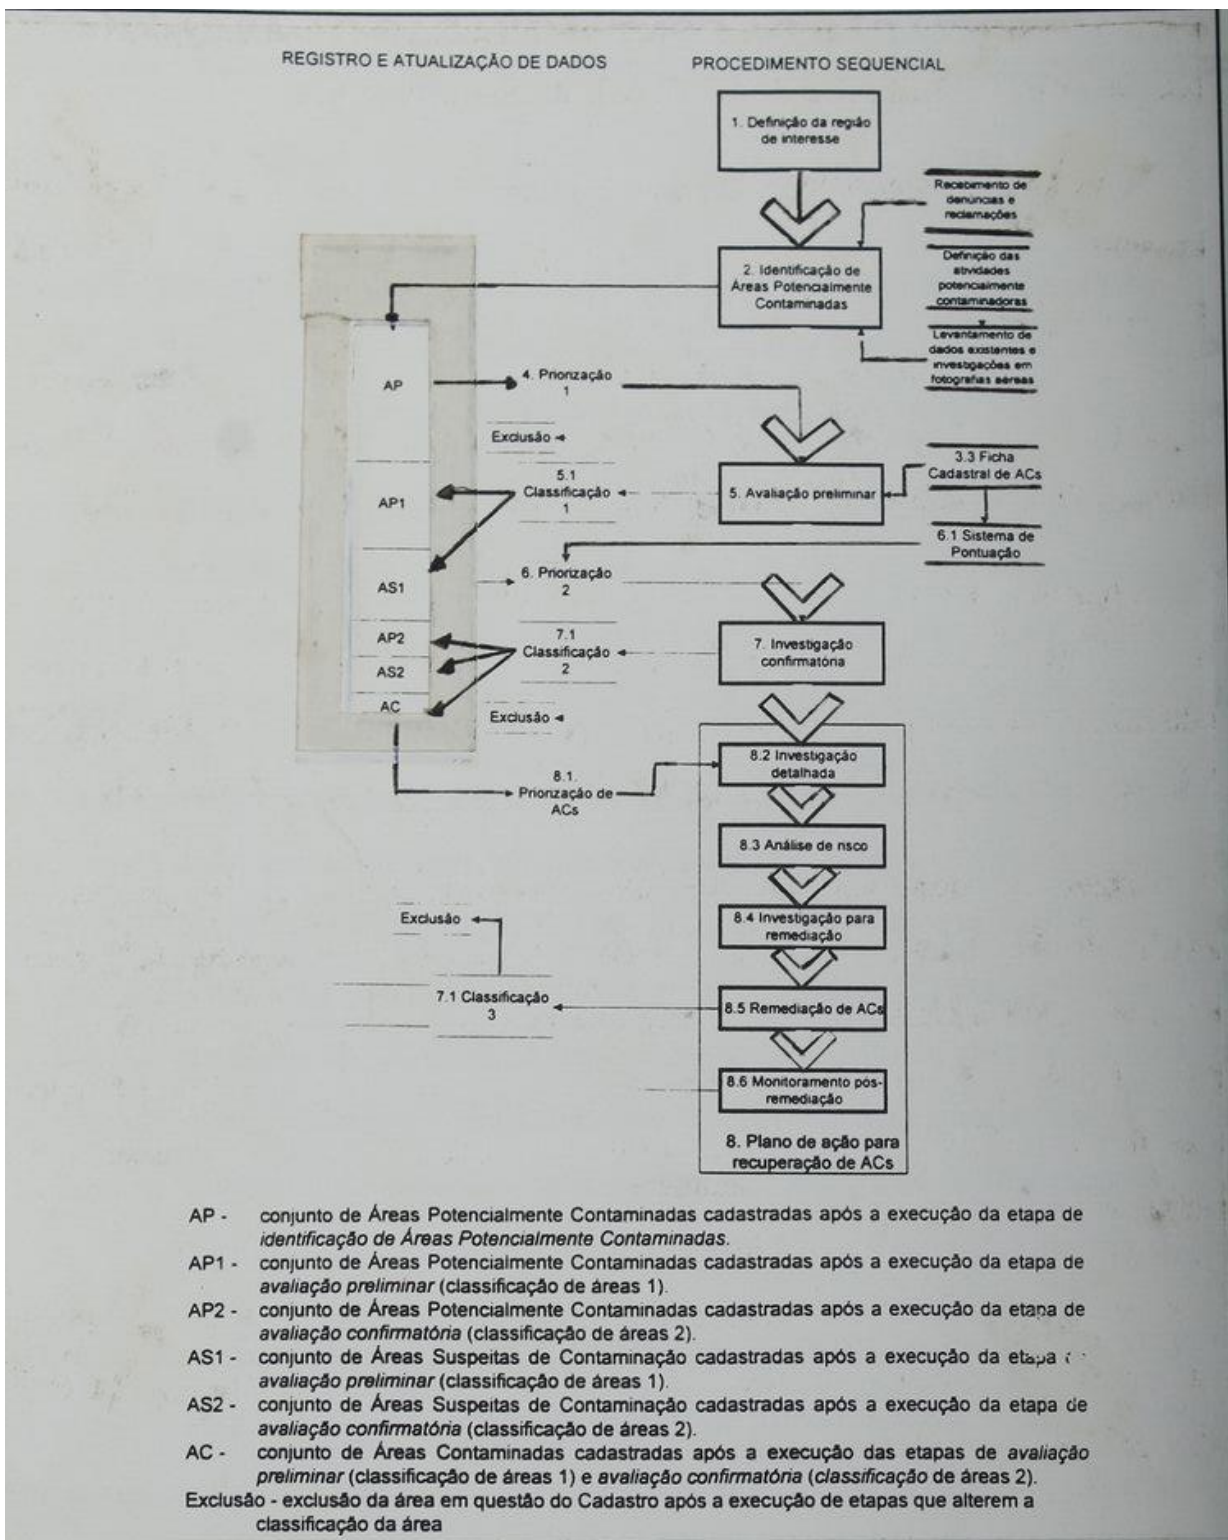 REGISTRO E ATUALIZAÇÃO DE DADOS
PROCEDIMENTO SEQUENCIAL
1. Definição da região
de interesse
Recebimento de
denúncias e
reclamações
2. Identificação de
Áreas Potencialmente
Contaminadas
Definição das
atividades
potencialmente
contaminadoras
Levantamento de
dados existentes e
investigações em
fotografias aéreas
AP
4. Priorização
1
Exclusão
3.3 Ficha
Cadastral de ACs
AP1
5.1
Classificação
1
5. Avaliação preliminar
6.1 Sistema de
Pontuação
AS1
6. Priorização
2
AP2
7.1
Classificação
2
7. Investigação
confirmatória
AS2
AC
Exclusão
8.2 Investigação
detalhada
8.1.
Priorização de
ACs
8.3 Análise de risco
Exclusão
8.4 Investigação para
remediação
7.1 Classificação
3
8.5 Remediação de ACs
8.6 Monitoramento pós-
remediação
8. Plano de ação para
recuperação de ACs
AP - conjunto de Áreas Potencialmente Contaminadas cadastradas após a execução da etapa de
identificação de Áreas Potencialmente Contaminadas.
AP1 - conjunto de Áreas Potencialmente Contaminadas cadastradas após a execução da etapa de
avaliação preliminar (classificação de áreas 1).
AP2 - conjunto de Áreas Potencialmente Contaminadas cadastradas após a execução da etapa de
avaliação confirmatória (classificação de áreas 2).
AS1 - conjunto de Áreas Suspeitas de Contaminação cadastradas após a execução da etapa
avaliação preliminar (classificação de áreas 1).
AS2 - conjunto de Áreas Suspeitas de Contaminação cadastradas após a execução da etapa de
avaliação confirmatória (classificação de áreas 2).
AC - conjunto de Áreas Contaminadas cadastradas após a execução das etapas de avaliação
preliminar (classificação de áreas 1) e avaliação confirmatória (classificação de áreas 2).
Exclusão - exclusão da área em questão do Cadastro após a execução de etapas que alterem a
classificação da área